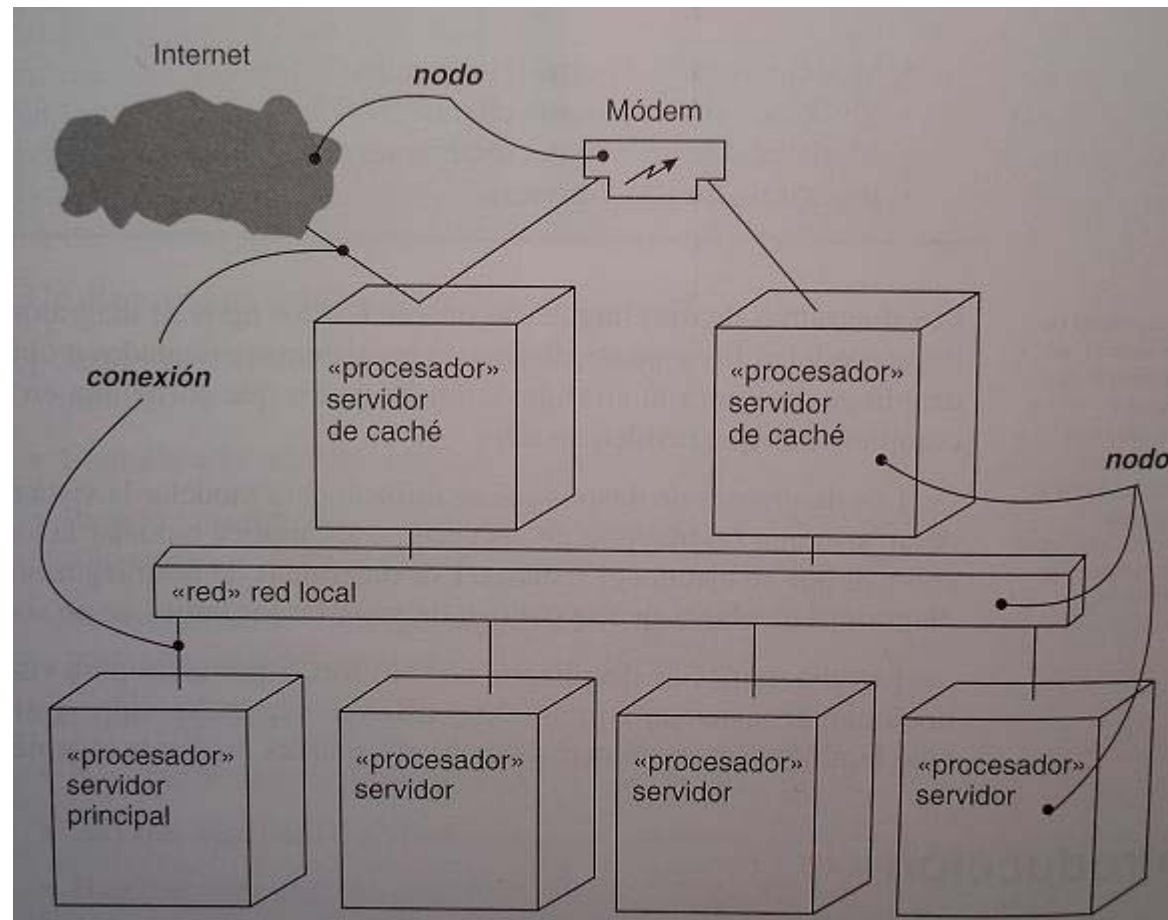 Internet
nodo
Módem
conexión
«procesador»
servidor
de caché
«procesador»
servidor
de caché
nodo
«red» red local
«procesador»
servidor
principal
«procesador»
servidor
«procesador»
servidor
«procesador»
servidor